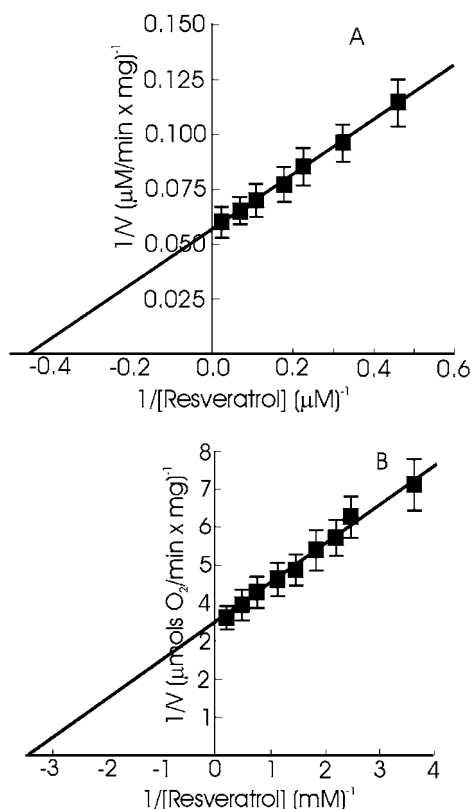 A
1/V (μM/min x mg)⁻¹
0.150
0.125
0.100
0.075
0.050
0.025
-0.4 -0.2 0.0 0.2 0.4 0.6
1/[Resveratrol] (μM)⁻¹
B
1/V (μmols O₂/min x mg)⁻¹
8
7
6
5
4
2
2
1
-3 -2 -1 0 1 2 3 4
1/[Resveratrol] (mM)⁻¹